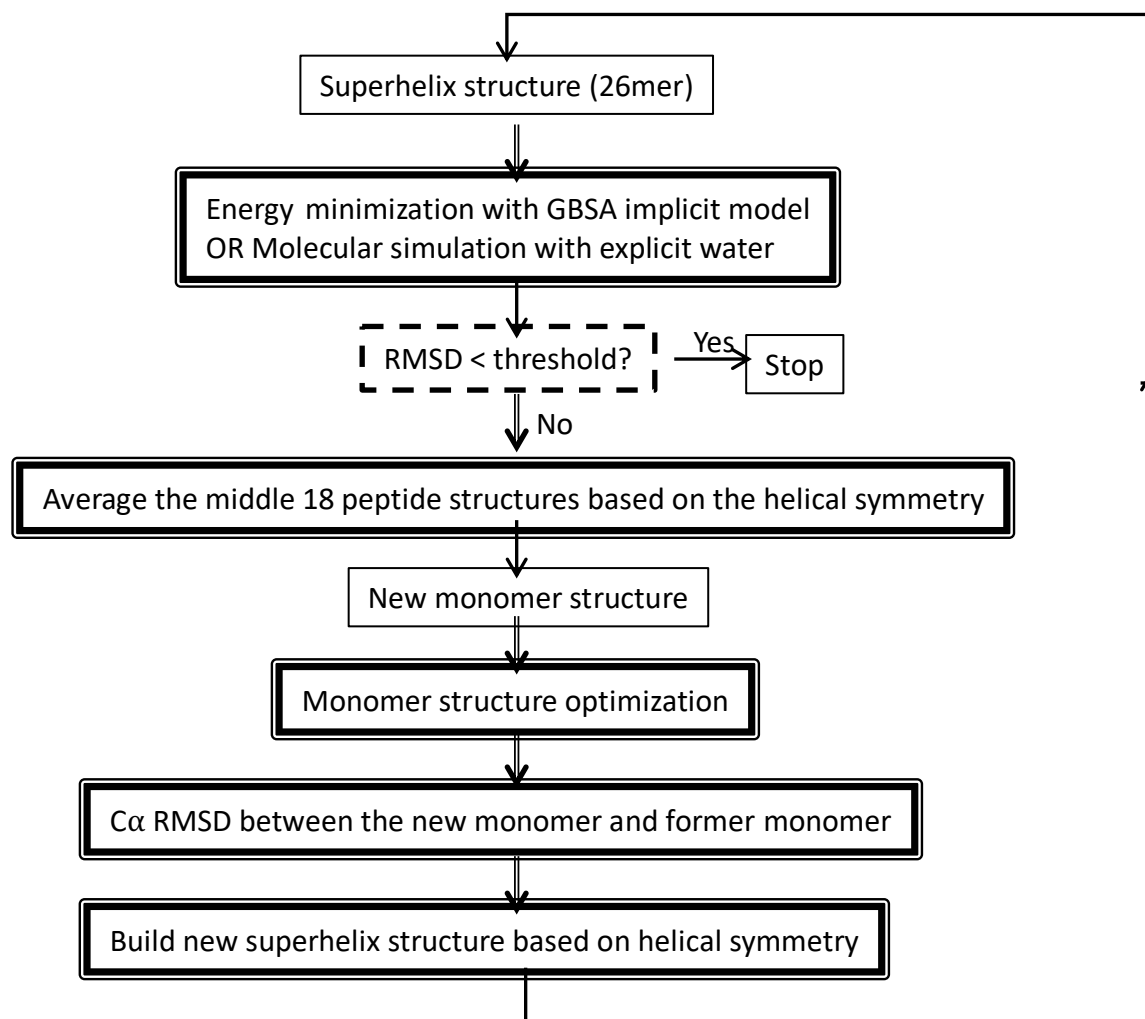 Superhelix structure (26mer)
Energy minimization with GBSA implicit model
OR Molecular simulation with explicit water
RMSD < threshold?
Yes
Stop
,
No
Average the middle 18 peptide structures based on the helical symmetry
New monomer structure
Monomer structure optimization
Cα RMSD between the new monomer and former monomer
Build new superhelix structure based on helical symmetry